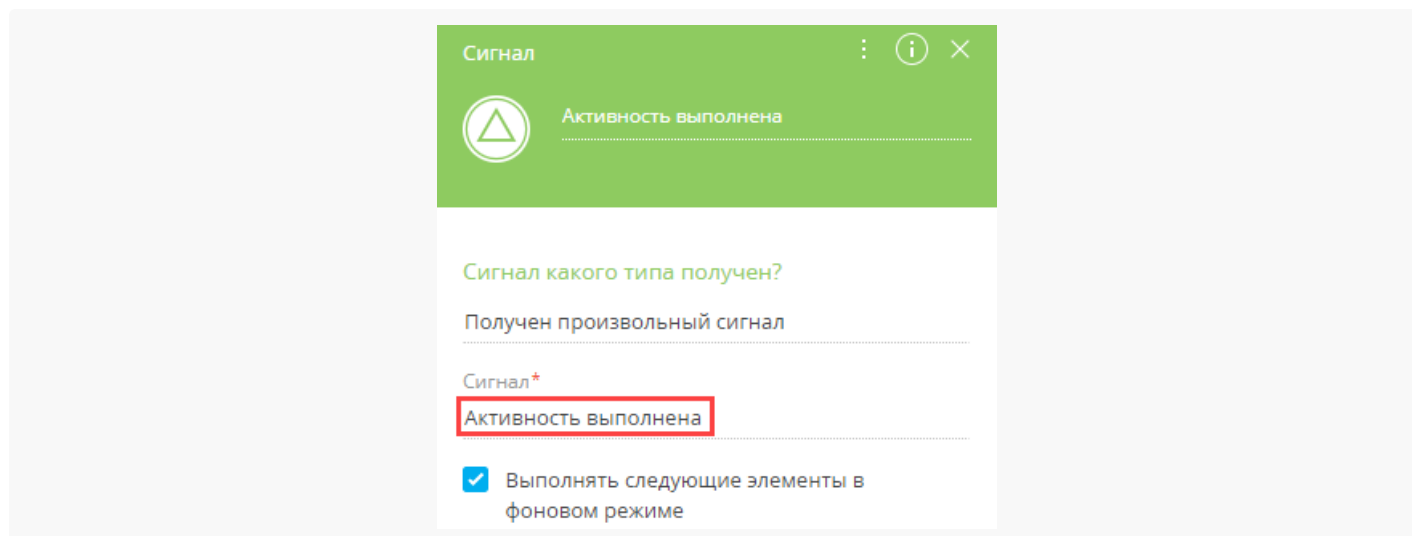 Сигнал
Активность выполнена
Сигнал какого типа получен?
Получен произвольный сигнал
Сигнал*
Активность выполнена
Выполнять следующие элементы в
фоновом режиме